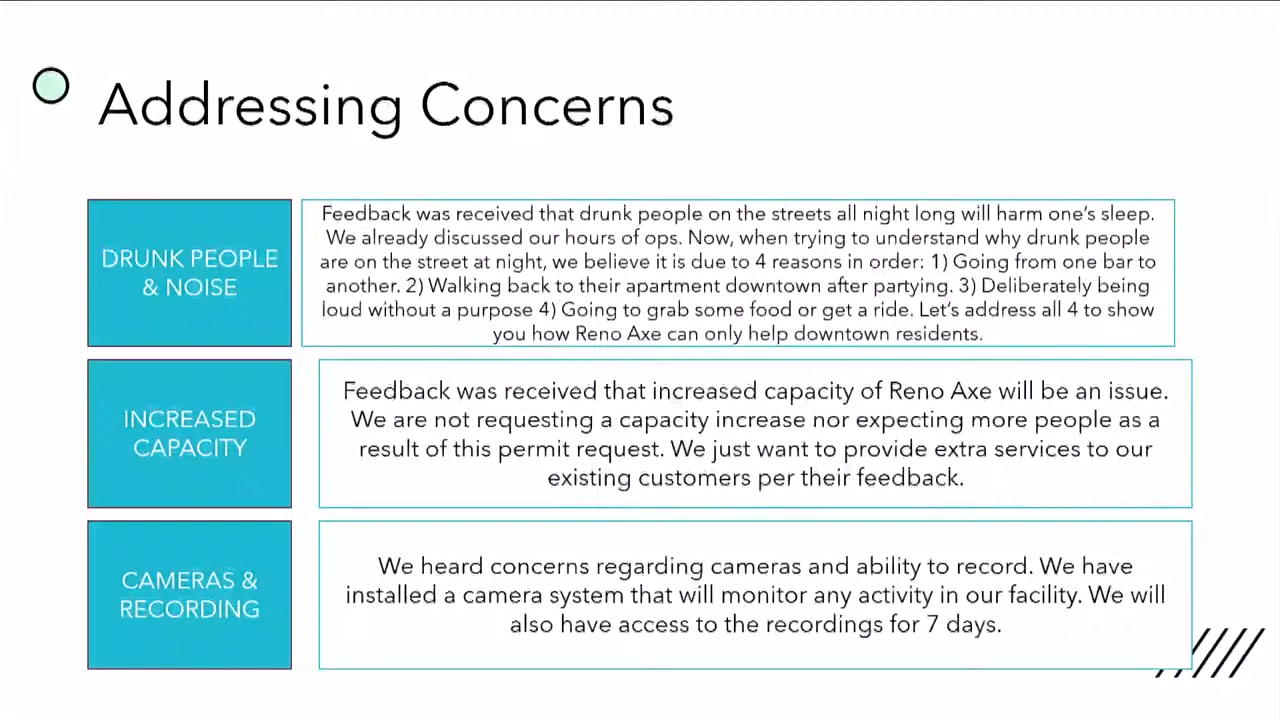 Addressing Concerns
DRUNK PEOPLE
& NOISE
Feedback was received that drunk people on the streets all night long will harm one's sleep.
We already discussed our hours of ops. Now, when trying to understand why drunk people
are on the street at night, we believe it is due to 4 reasons in order: 1) Going from one bar to
another. 2) Walking back to their apartment downtown after partying. 3) Deliberately being
loud without a purpose 4) Going to grab some food or get a ride. Let's address all 4 to show
you how Reno Axe can only help downtown residents.
INCREASED
CAPACITY
Feedback was received that increased capacity of Reno Axe will be an issue.
We are not requesting a capacity increase nor expecting more people as a
result of this permit request. We just want to provide extra services to our
existing customers per their feedback.
CAMERAS &
RECORDING
We heard concerns regarding cameras and ability to record. We have
installed a camera system that will monitor any activity in our facility. We will
also have access to the recordings for 7 days.